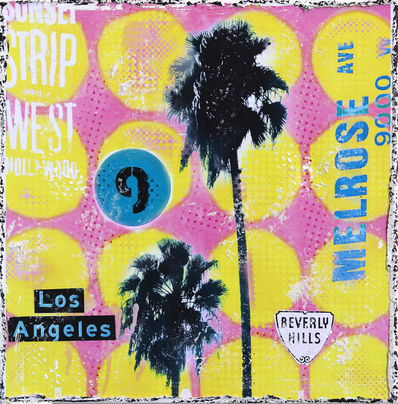 SUNSET
STRIP
WEST
HOLLYWOOD
9
MELROSE AVE
9000 W
Los
Angeles
BEVERLY
HILLS